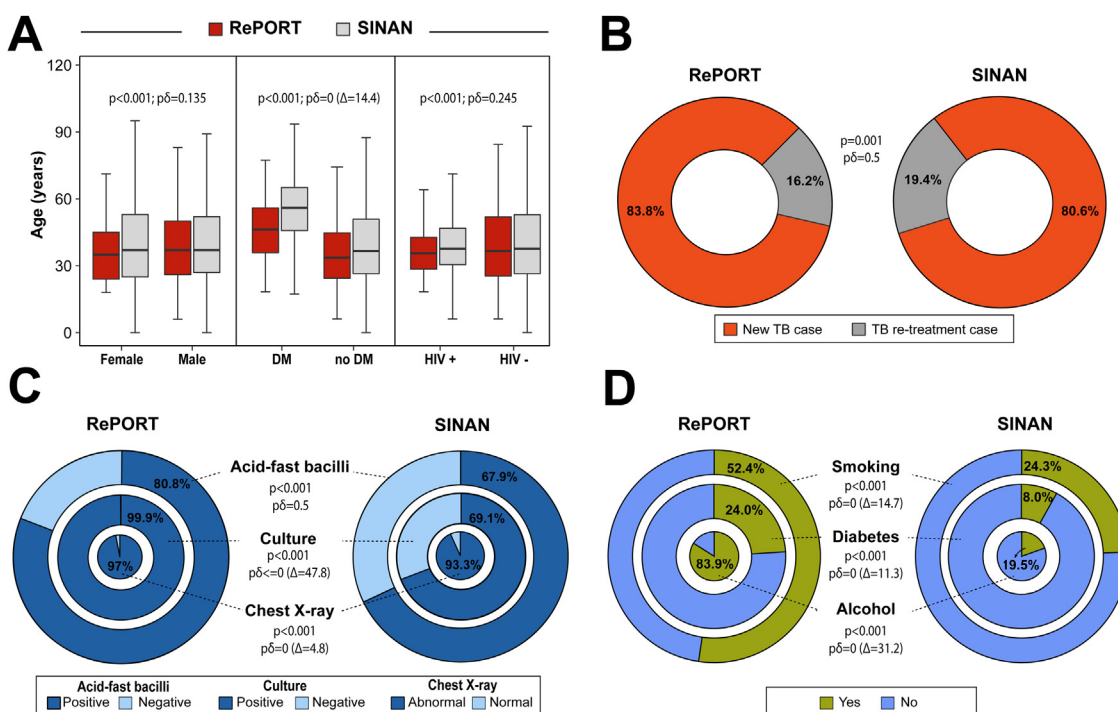 A
RePORT SINAN
Age (years)
120
90
60
30
0
p<0.001; pδ=0.135
p<0.001; pδ=0 (Δ=14.4)
p<0.001; pδ=0.245
Female Male DM no DM HIV + HIV -
B
RePORT SINAN
p=0.001
pδ=0.5
83.8% 16.2% 19.4% 80.6%
New TB case TB re-treatment case
C
RePORT SINAN
Acid-fast bacilli
p<0.001
pδ=0.5
80.8% 67.9%
Culture
p<0.001
pδ<=0 (Δ=47.8)
99.9% 69.1%
Chest X-ray
p<0.001
pδ=0 (Δ=4.8)
97% 93.3%
Acid-fast bacilli Culture Chest X-ray
Positive Negative Positive Negative Abnormal Normal
D
RePORT SINAN
Smoking
p<0.001
pδ=0 (Δ=14.7)
52.4% 24.3%
Diabetes
p<0.001
pδ=0 (Δ=11.3)
24.0% 8.0%
Alcohol
p<0.001
pδ=0 (Δ=31.2)
83.9% 19.5%
Yes No